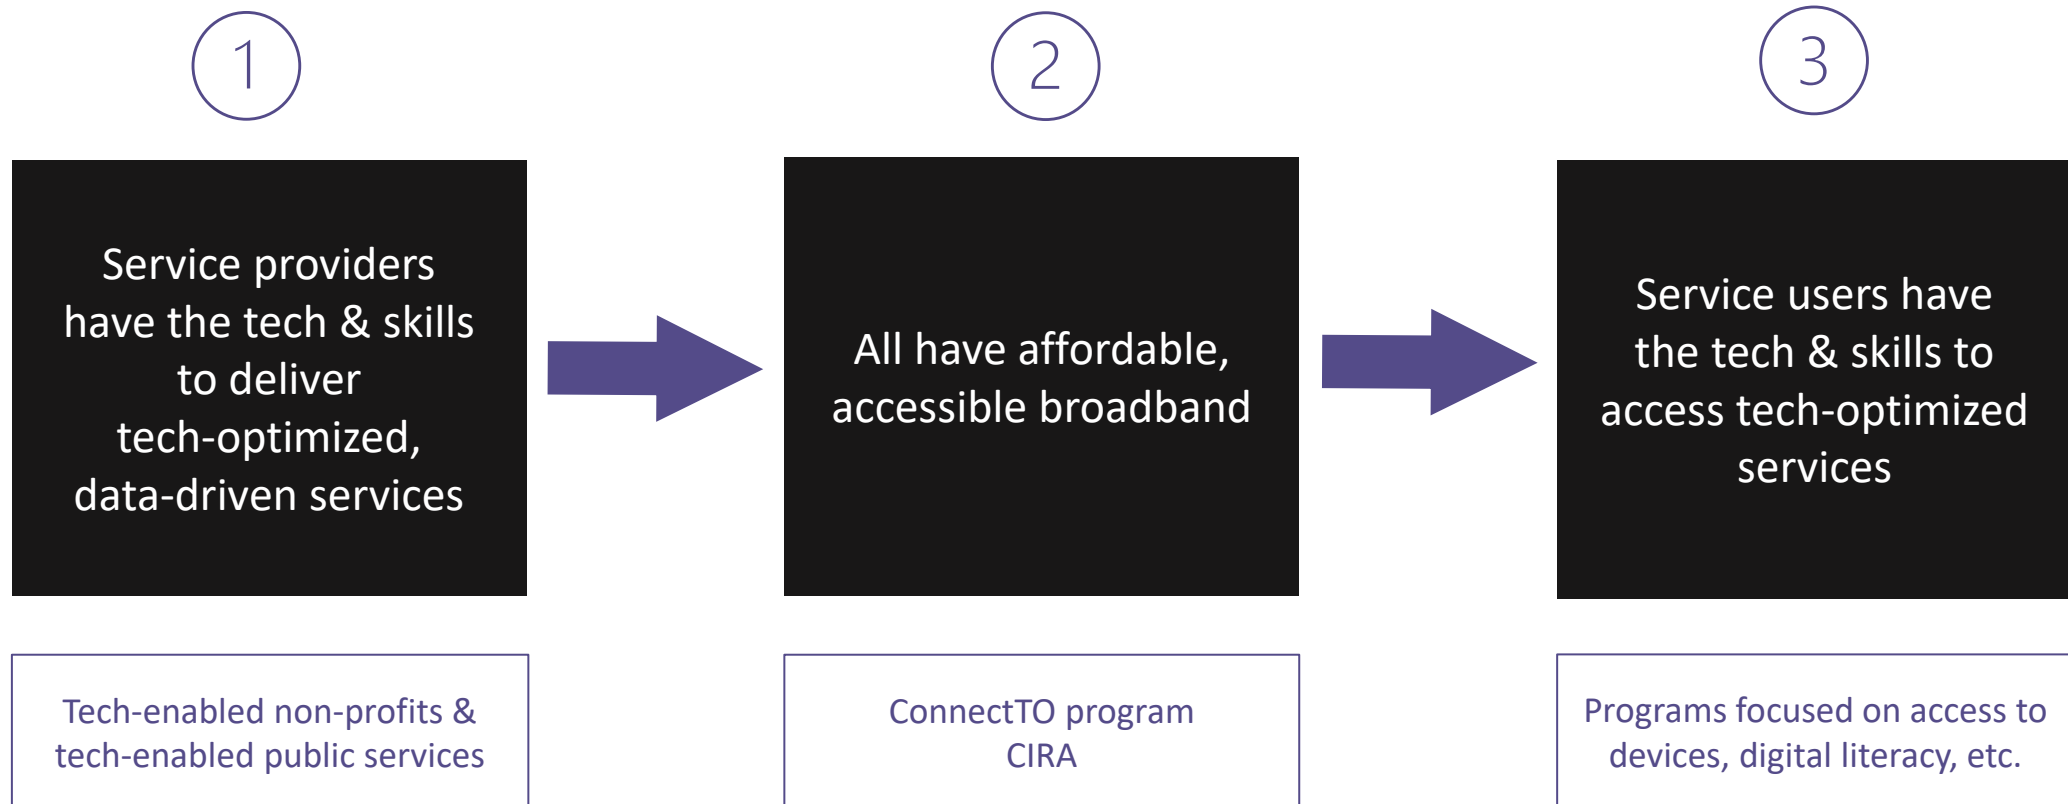 1
2
3
Service providers
have the tech & skills
to deliver
tech-optimized,
data-driven services
All have affordable,
accessible broadband
Service users have
the tech & skills to
access tech-optimized
services
Tech-enabled non-profits &
tech-enabled public services
ConnectTO program
CIRA
Programs focused on access to
devices, digital literacy, etc.